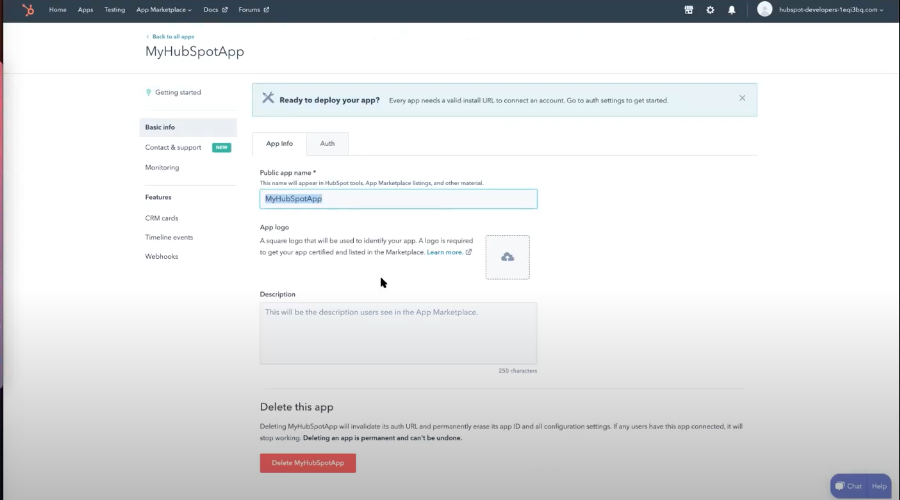 Home Apps Testing App Marketplace Docs Forums hubspot-developers-1eqi3bq.com
Back to all apps
MyHubSpotApp
Getting started
Basic info
Contact & support NEW
Monitoring
Features
CRM cards
Timeline events
Webhooks
Ready to deploy your app? Every app needs a valid install URL to connect an account. Go to auth settings to get started.
App Info Auth
Public app name *
This name will appear in HubSpot tools, App Marketplace listings, and other material.
MyHubSpotApp
App logo
A square logo that will be used to identify your app. A logo is required
to get your app certified and listed in the Marketplace. Learn more.
Description
This will be the description users see in the App Marketplace.
250 characters
Delete this app
Deleting MyHubSpotApp will invalidate its auth URL and permanently erase its app ID and all configuration settings. If any users have this app connected, it will
stop working. Deleting an app is permanent and can't be undone.
Delete MyHubSpotApp
Chat Help